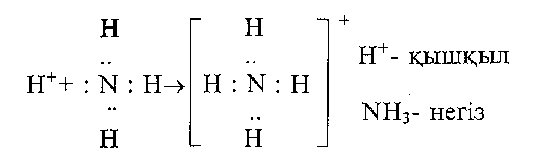 H H +
·· ··
H⁺+ : N : H → [ H : N : H ] H⁺- қышқыл
·· ··
H H NH₃- негіз